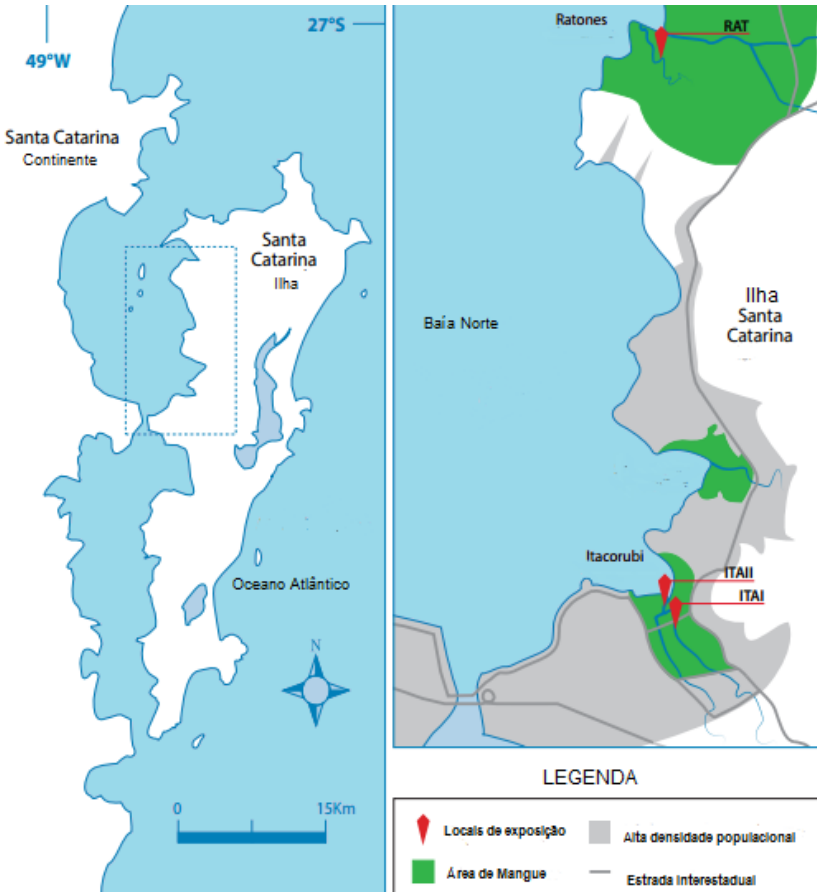 27°S
49°W
Santa Catarina
Continente
Santa
Catarina
Ilha
Oceano Atlântico
N
0
15Km
Ratones
RAT
Baía Norte
Ilha
Santa
Catarina
Itacorubi
ITAII
ITAI
LEGENDA
Locais de exposição
Alta densidade populacional
Área de Mangue
Estrada Interestadual